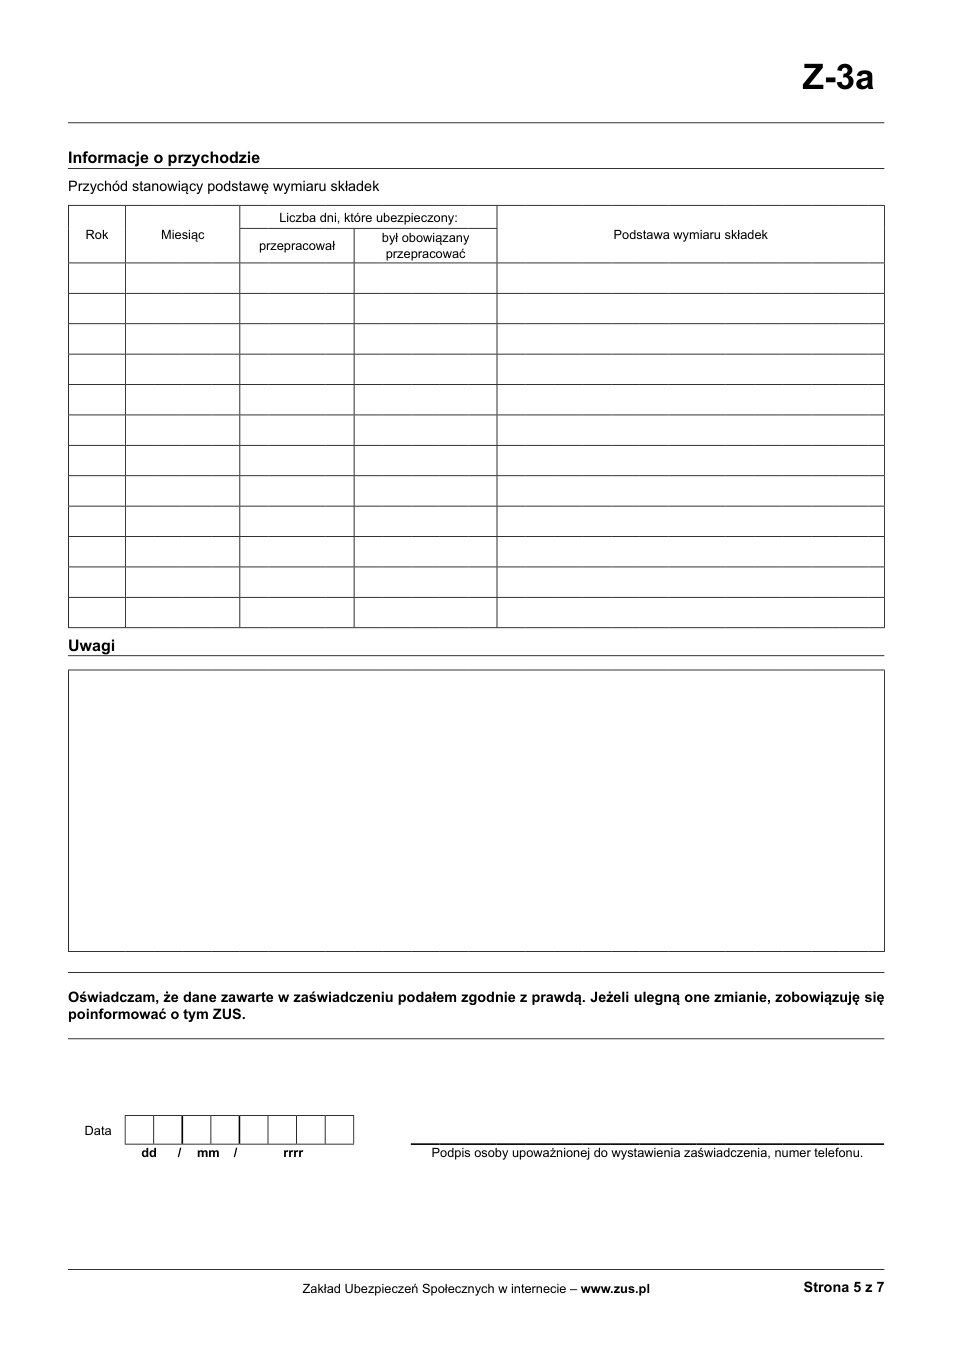 Z-3a
Informacje o przychodzie
Przychód stanowiący podstawę wymiaru składek
Rok
Miesiąc
Liczba dni, które ubezpieczony:
przepracował
był obowiązany
przepracować
Podstawa wymiaru składek
Uwagi
Oświadczam, że dane zawarte w zaświadczeniu podałem zgodnie z prawdą. Jeżeli ulegną one zmianie, zobowiązuję się
poinformować o tym ZUS.
Data
dd / mm / rrrr
Podpis osoby upoważnionej do wystawienia zaświadczenia, numer telefonu.
Zakład Ubezpieczeń Społecznych w internecie – www.zus.pl
Strona 5 z 7